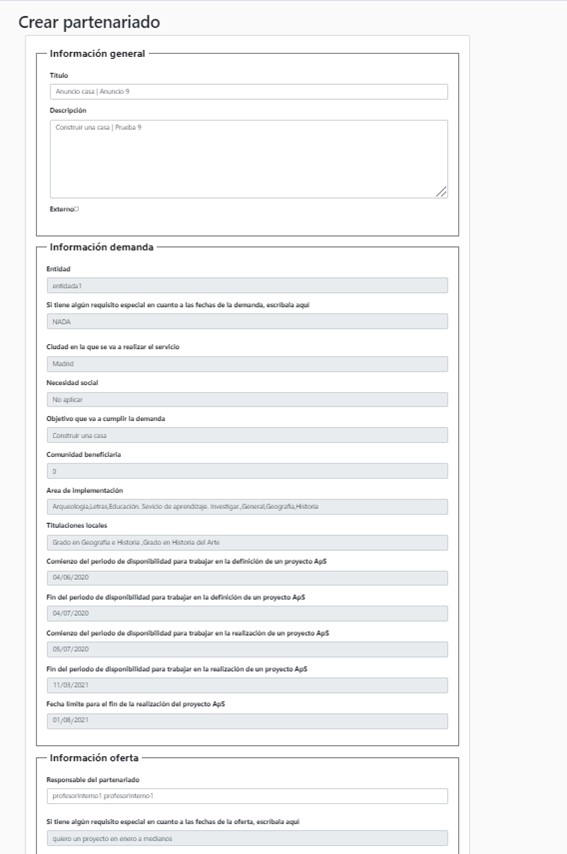 Crear partenariado
Información general
Título
Anuncio casa | Anuncio 9
Descripción
Construir una casa | Prueba 9
Externo
Información demanda
Entidad
entidada1
Si tiene algún requisito especial en cuanto a las fechas de la demanda, escribala aquí
NADA
Ciudad en la que se va a realizar el servicio
Madrid
Necesidad social
No aplicar
Objetivo que va a cumplir la demanda
Construir una casa
Comunidad beneficiaria
0
Area de implementación
Arqueología,Letras,Educación. Sevicio de aprendizaje. Investigar.,General,Geografía,Historia
Titulaciones locales
Grado en Geografía e Historia ,Grado en Historia del Arte
Comienzo del periodo de disponibilidad para trabajar en la definición de un proyecto ApS
04/06/2020
Fin del periodo de disponibilidad para trabajar en la definición de un proyecto ApS
04/07/2020
Comienzo del periodo de disponibilidad para trabajar en la realización de un proyecto ApS
05/07/2020
Fin del periodo de disponibilidad para trabajar en la realización de un proyecto ApS
11/03/2021
Fecha limite para el fin de la realización del proyecto ApS
01/08/2021
Información oferta
Responsable del partenariado
profesorInterno1 profesorInterno1
Si tiene algún requisito especial en cuanto a las fechas de la oferta, escribala aquí
quiero un proyecto en enero a medianos